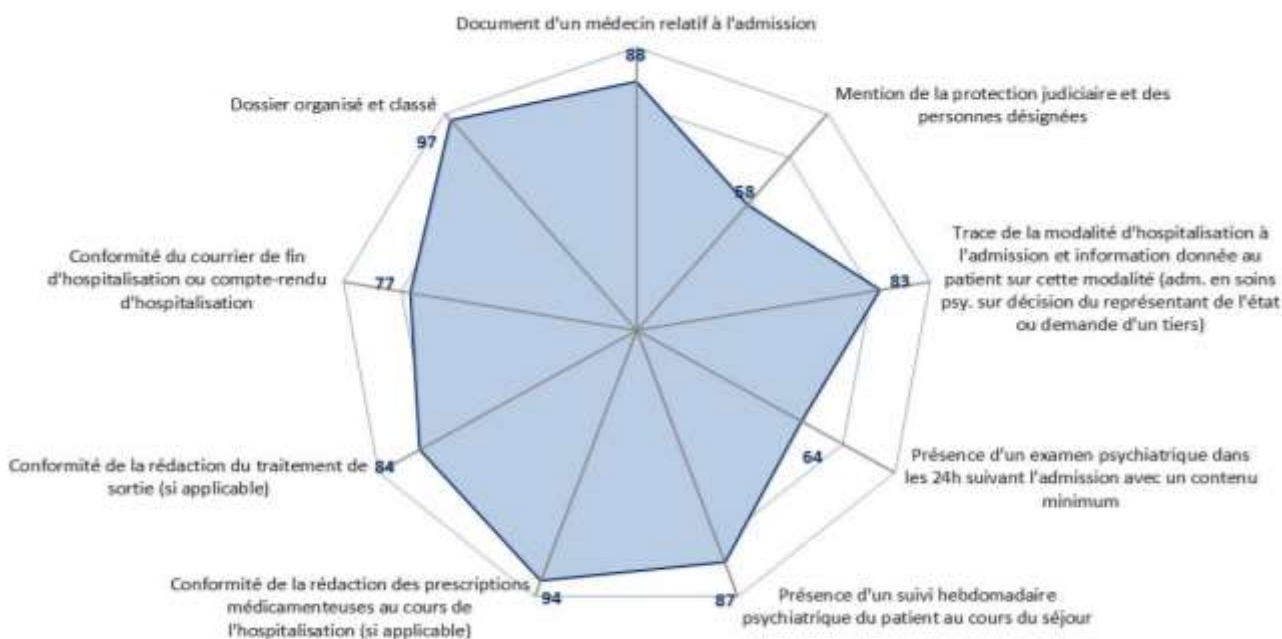 Document d'un médecin relatif à l'admission
88
Mention de la protection judiciaire et des
personnes désignées
58
Trace de la modalité d'hospitalisation à
l'admission et information donnée au
patient sur cette modalité (adm. en soins
psy. sur décision du représentant de l'état
ou demande d'un tiers)
83
Présence d'un examen psychiatrique dans
les 24h suivant l'admission avec un contenu
minimum
64
Présence d'un suivi hebdomadaire
psychiatrique du patient au cours du séjour
87
Conformité de la rédaction des prescriptions
médicamenteuses au cours de
l'hospitalisation (si applicable)
94
Conformité de la rédaction du traitement de
sortie (si applicable)
84
Conformité du courrier de fin
d'hospitalisation ou compte-rendu
d'hospitalisation
77
Dossier organisé et classé
97